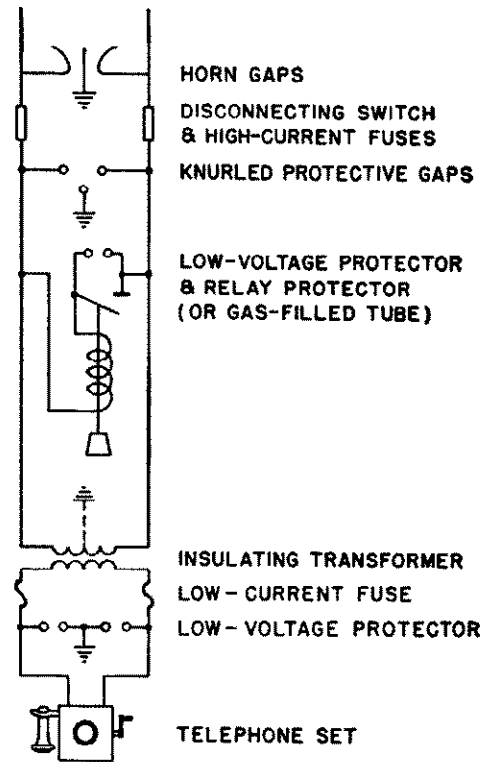 HORN GAPS
DISCONNECTING SWITCH
& HIGH-CURRENT FUSES
KNURLED PROTECTIVE GAPS
LOW-VOLTAGE PROTECTOR
& RELAY PROTECTOR
(OR GAS-FILLED TUBE)
INSULATING TRANSFORMER
LOW-CURRENT FUSE
LOW-VOLTAGE PROTECTOR
TELEPHONE SET